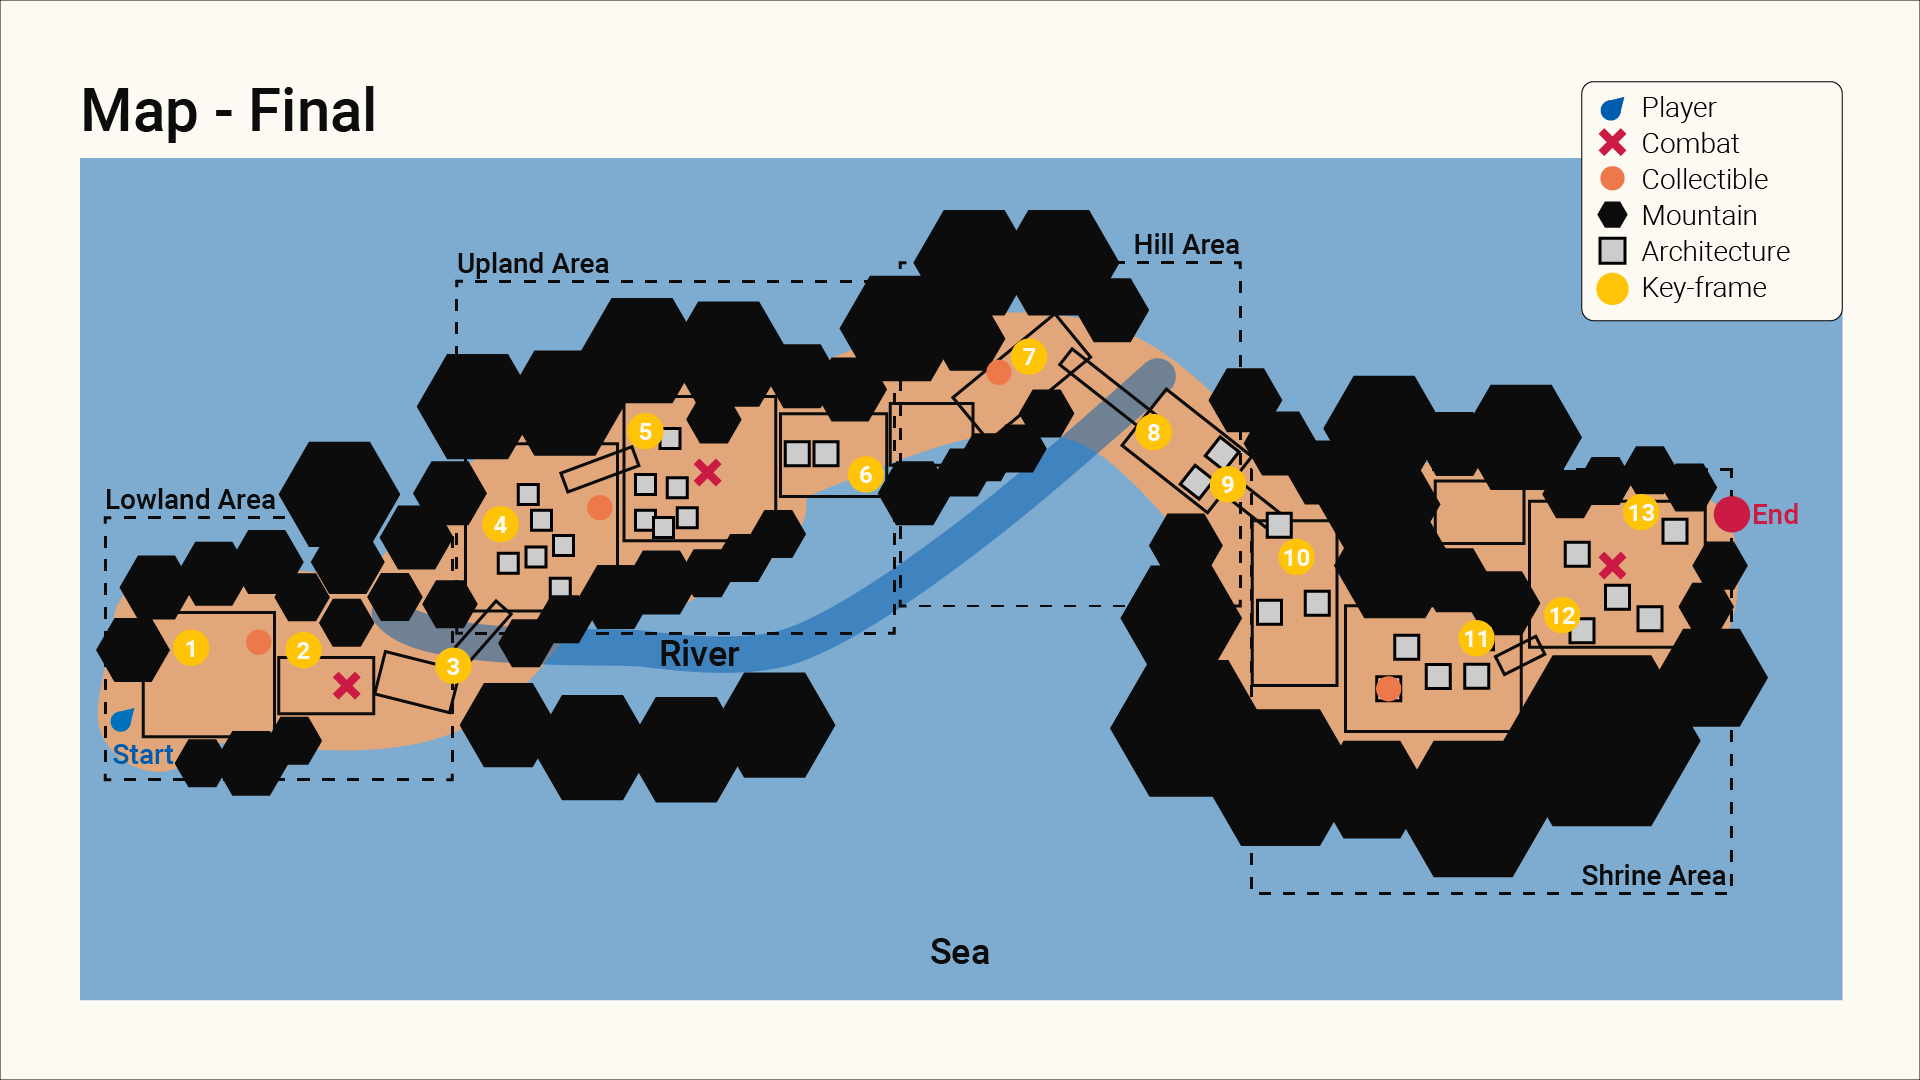 Map - Final
Player
Combat
Collectible
Mountain
Architecture
Key-frame
Hill Area
Upland Area
Lowland Area
7
5
8
6
9
4
13
End
10
12
1
2
3
11
River
Start
Shrine Area
Sea